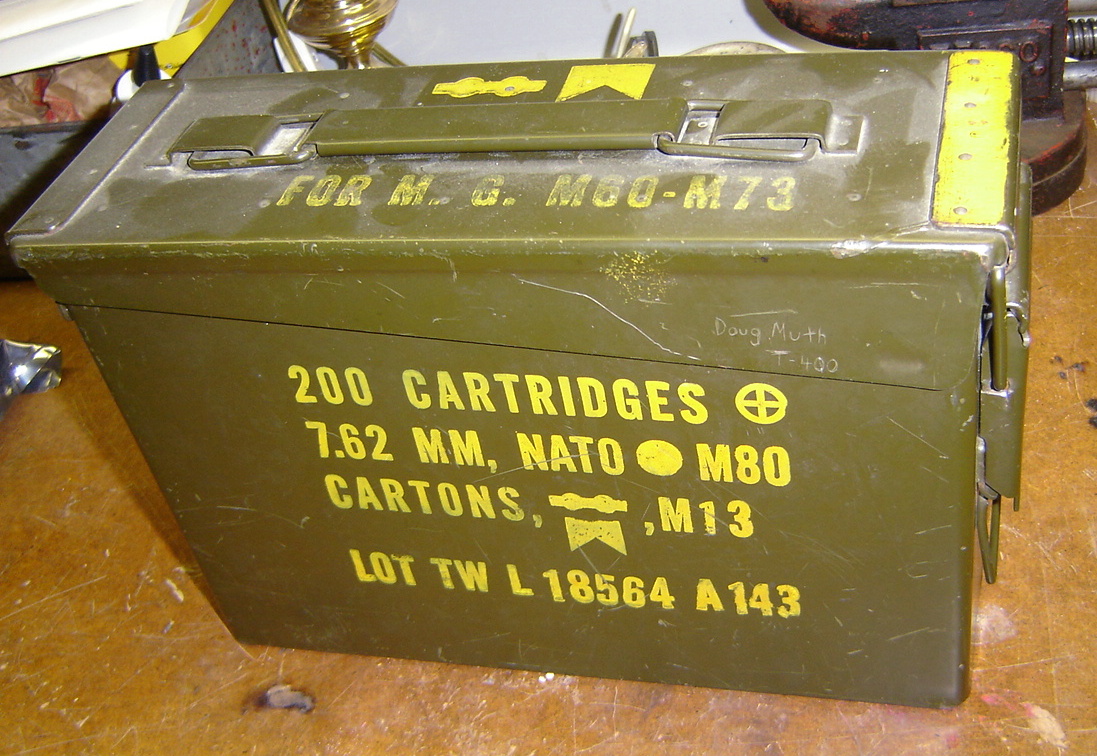 FOR M. G. M60-M73
Doug Muth
T-400
200 CARTRIDGES
7.62 MM, NATO M80
CARTONS, , M13
LOT TW L 18564 A143